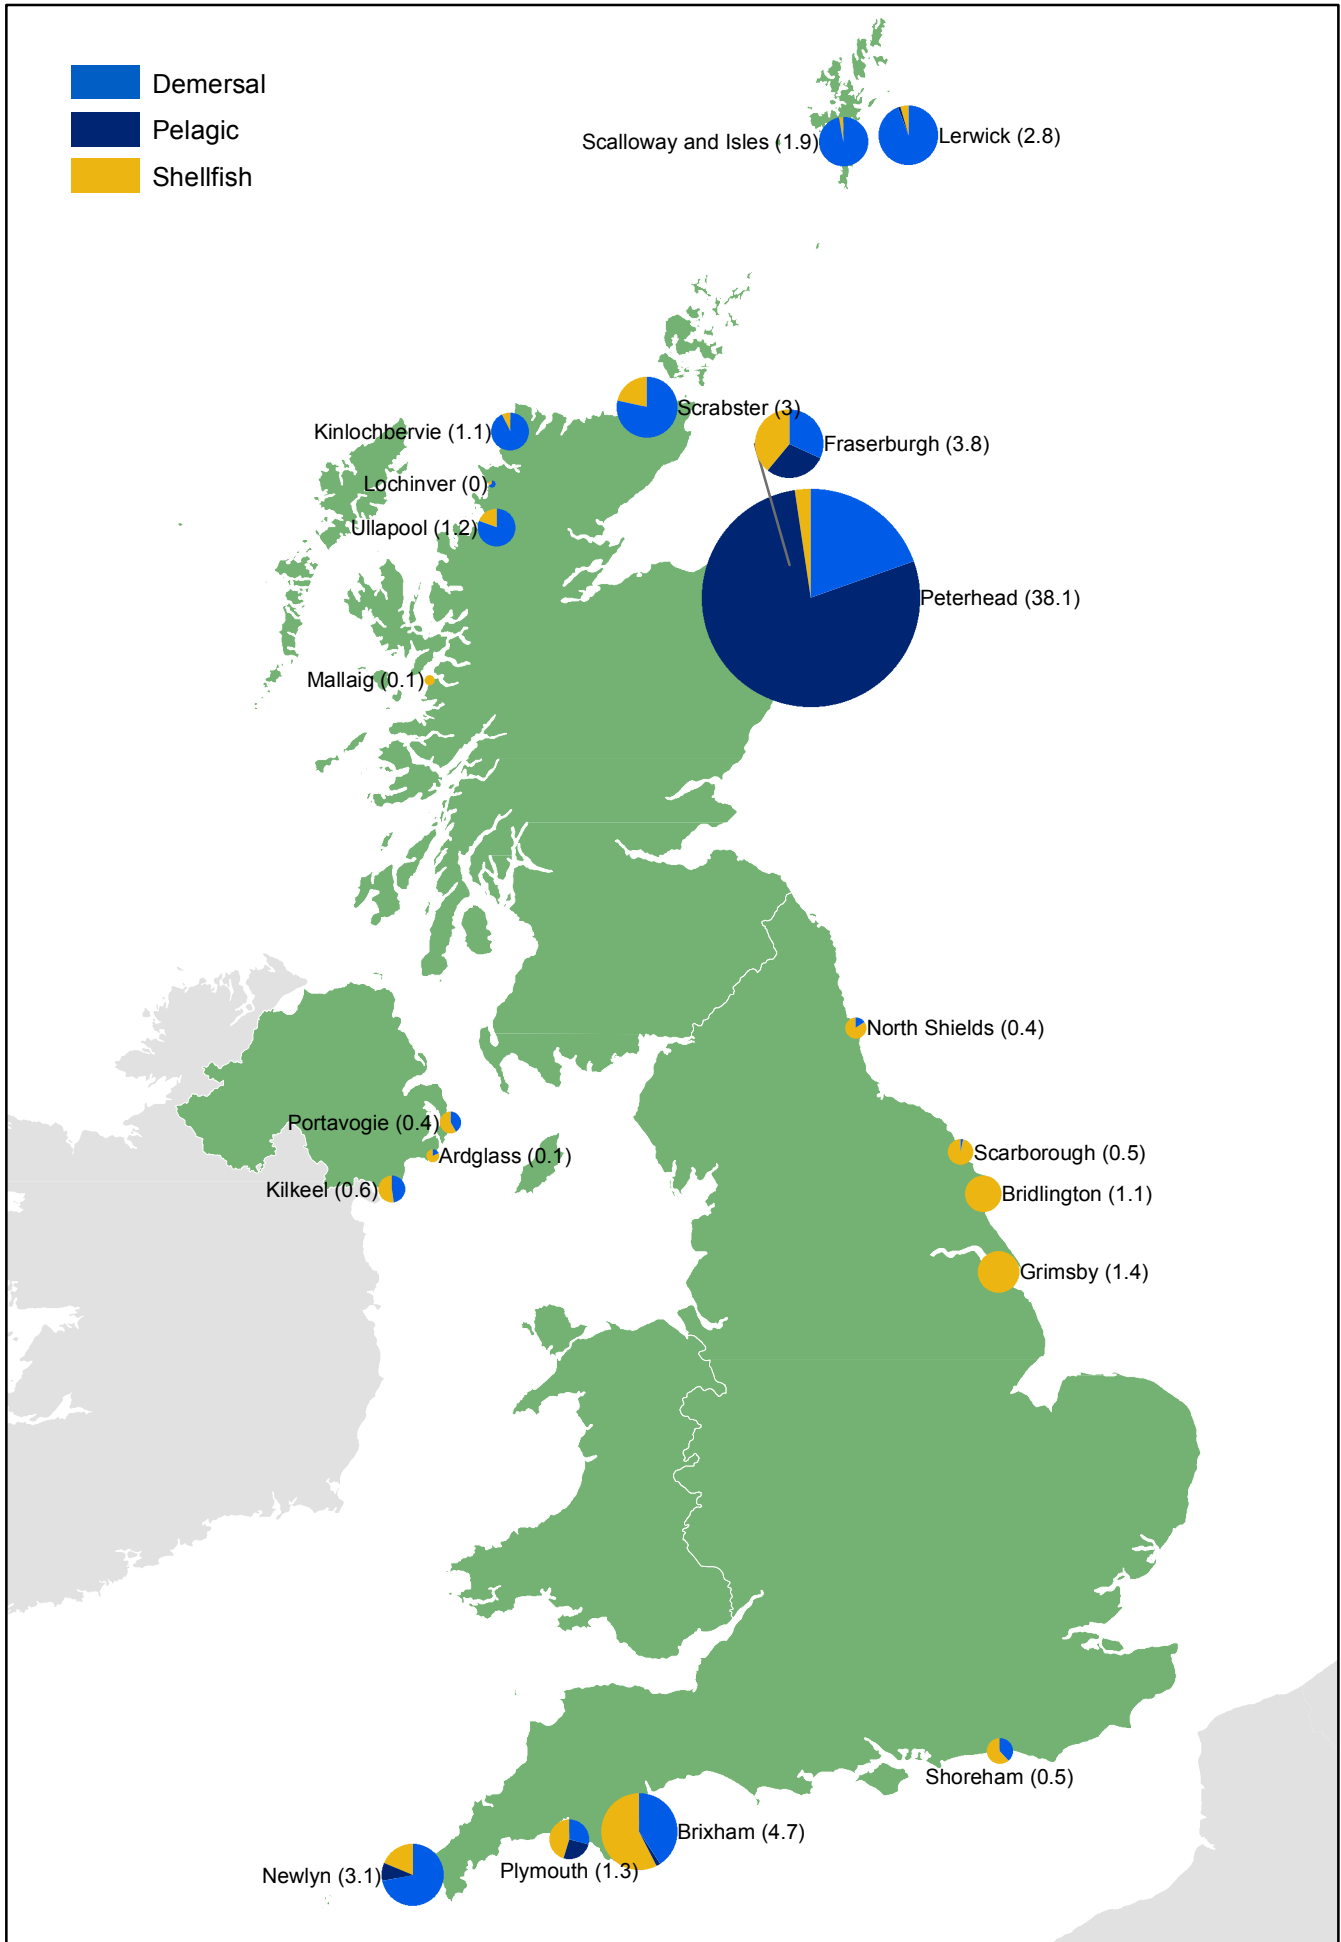 Demersal
Pelagic
Shellfish
Scalloway and Isles (1.9)
Lerwick (2.8)
Scrabster (3)
Kinlochbervie (1.1)
Fraserburgh (3.8)
Lochinver (0)
Ullapool (1.2)
Peterhead (38.1)
Mallaig (0.1)
North Shields (0.4)
Portavogie (0.4)
Ardglass (0.1)
Scarborough (0.5)
Kilkeel (0.6)
Bridlington (1.1)
Grimsby (1.4)
Shoreham (0.5)
Brixham (4.7)
Plymouth (1.3)
Newlyn (3.1)